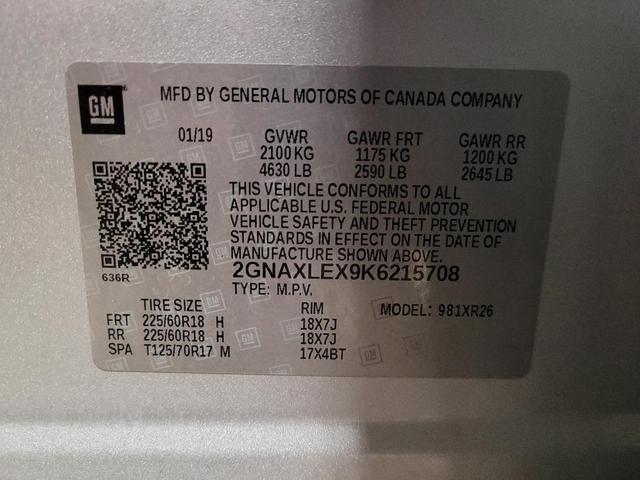 GM
MFD BY GENERAL MOTORS OF CANADA COMPANY
01/19 GVWR GAWR FRT GAWR RR
2100 KG 1175 KG 1200 KG
4630 LB 2590 LB 2645 LB
THIS VEHICLE CONFORMS TO ALL
APPLICABLE U.S. FEDERAL MOTOR
VEHICLE SAFETY AND THEFT PREVENTION
STANDARDS IN EFFECT ON THE DATE OF
MANUFACTURE SHOWN ABOVE.
636R
2GNAXLEX9K6215708
TYPE: M.P.V.
TIRE SIZE RIM MODEL: 981XR26
FRT 225/60R18 H 18X7J
RR 225/60R18 H 18X7J
SPA T125/70R17 M 17X4BT